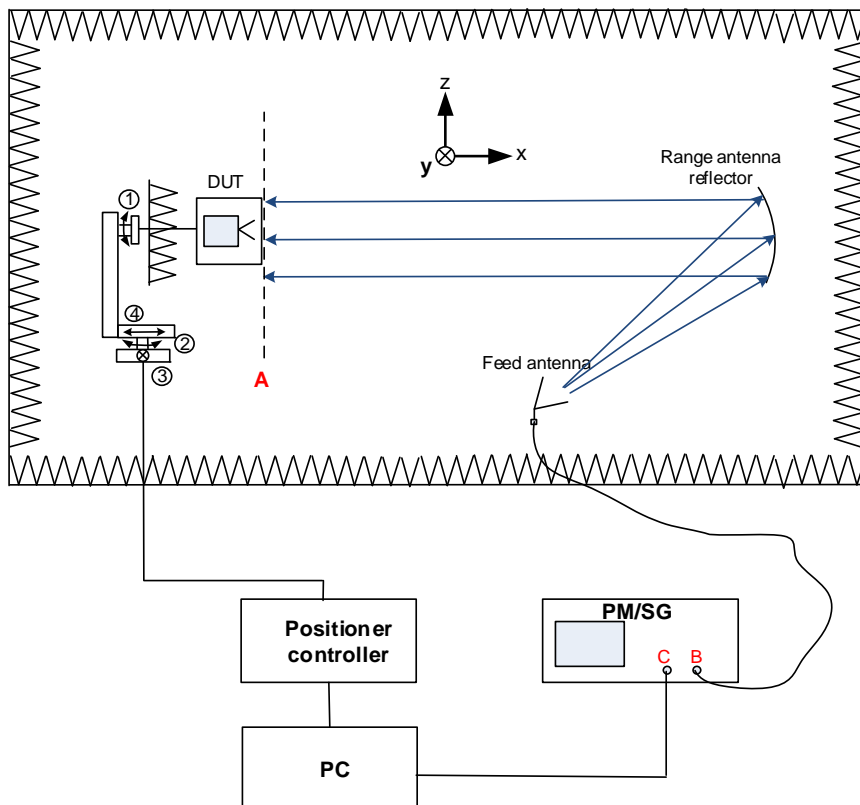 z
x
y
Range antenna
reflector
DUT
①
④
②
③
A
Feed antenna
PM/SG
C
B
Positioner
controller
PC